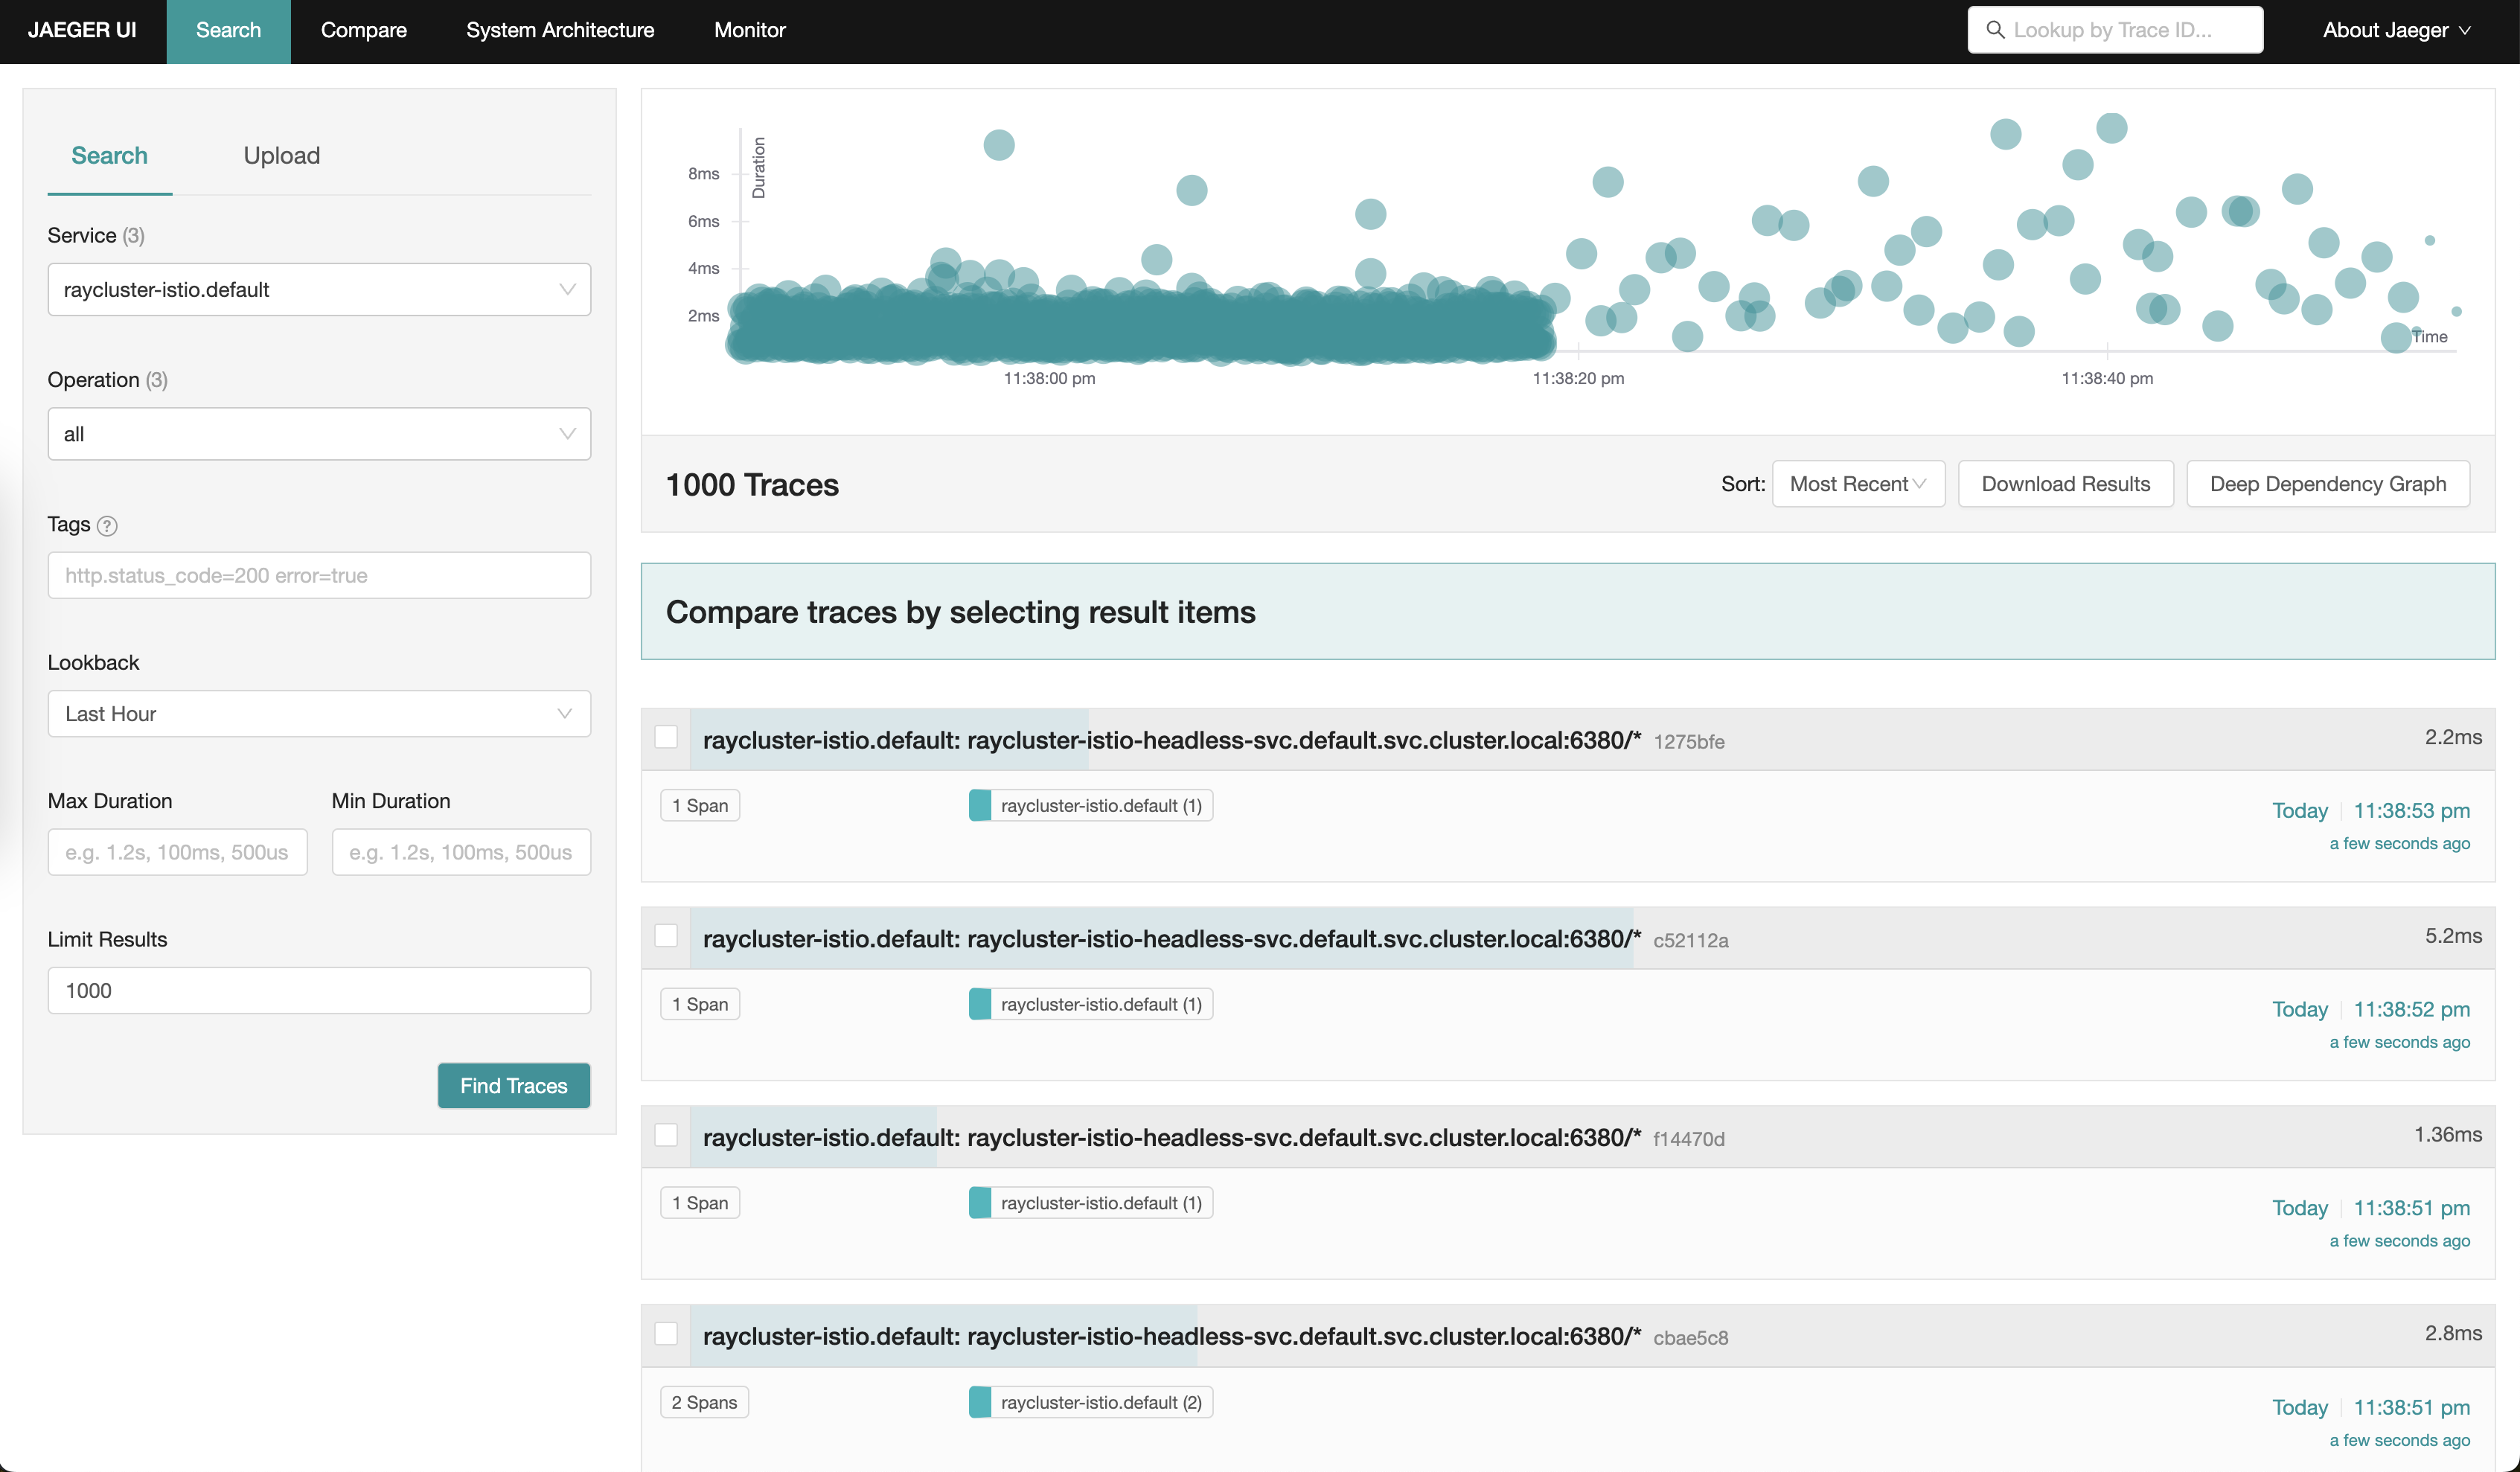 JAEGER UI
Search
Compare
System Architecture
Monitor
Lookup by Trace ID...
About Jaeger
Search
Upload
Service (3)
raycluster-istio.default
Operation (3)
all
Tags ?
http.status_code=200 error=true
Lookback
Last Hour
Max Duration
Min Duration
e.g. 1.2s, 100ms, 500us
e.g. 1.2s, 100ms, 500us
Limit Results
1000
Find Traces
Duration
8ms
6ms
4ms
2ms
Time
11:38:00 pm
11:38:20 pm
11:38:40 pm
1000 Traces
Sort: Most Recent
Download Results
Deep Dependency Graph
Compare traces by selecting result items
raycluster-istio.default: raycluster-istio-headless-svc.default.svc.cluster.local:6380/* 1275bfe
2.2ms
1 Span
raycluster-istio.default (1)
Today 11:38:53 pm
a few seconds ago
raycluster-istio.default: raycluster-istio-headless-svc.default.svc.cluster.local:6380/* c52112a
5.2ms
1 Span
raycluster-istio.default (1)
Today 11:38:52 pm
a few seconds ago
raycluster-istio.default: raycluster-istio-headless-svc.default.svc.cluster.local:6380/* f14470d
1.36ms
1 Span
raycluster-istio.default (1)
Today 11:38:51 pm
a few seconds ago
raycluster-istio.default: raycluster-istio-headless-svc.default.svc.cluster.local:6380/* cbae5c8
2.8ms
2 Spans
raycluster-istio.default (2)
Today 11:38:51 pm
a few seconds ago